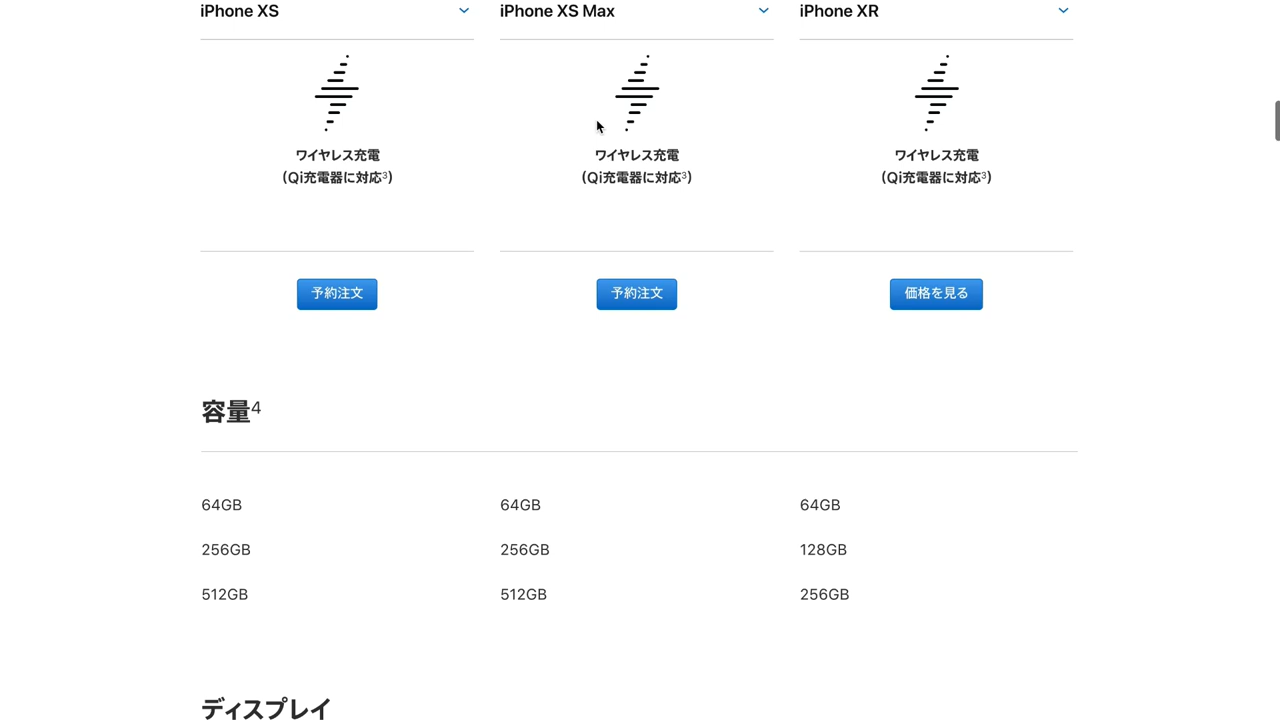 iPhone XS
iPhone XS Max
iPhone XR
ワイヤレス充電
(Qi充電器に対応³)
ワイヤレス充電
(Qi充電器に対応³)
ワイヤレス充電
(Qi充電器に対応³)
予約注文
予約注文
価格を見る
容量⁴
64GB
64GB
64GB
256GB
256GB
128GB
512GB
512GB
256GB
ディスプレイ